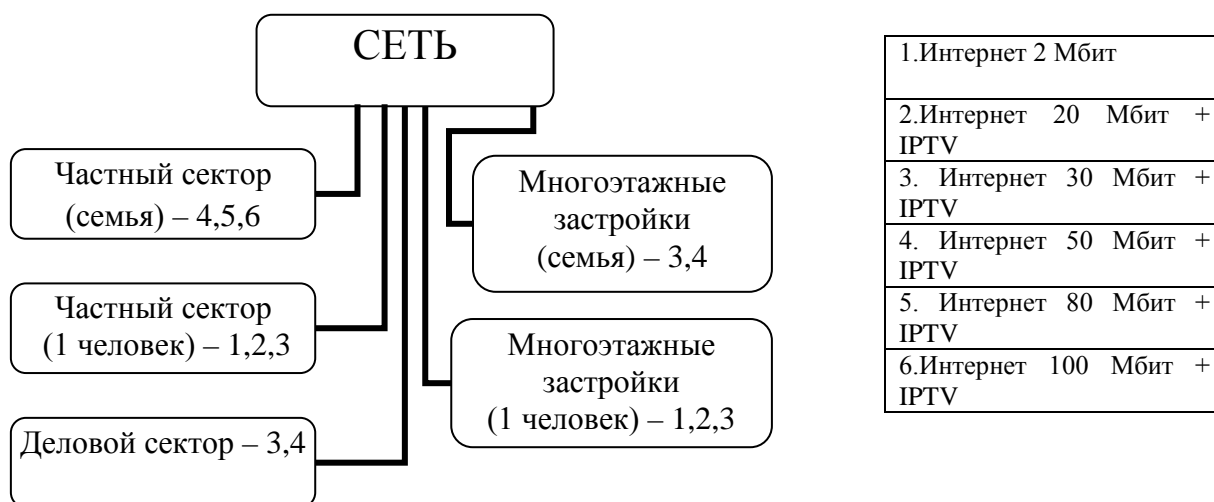 СЕТЬ
Частный сектор
(семья) – 4,5,6
Частный сектор
(1 человек) – 1,2,3
Деловой сектор – 3,4
Многоэтажные
застройки
(семья) – 3,4
Многоэтажные
застройки
(1 человек) – 1,2,3
1.Интернет 2 Мбит
2.Интернет 20 Мбит +
IPTV
3. Интернет 30 Мбит +
IPTV
4. Интернет 50 Мбит +
IPTV
5. Интернет 80 Мбит +
IPTV
6.Интернет 100 Мбит +
IPTV